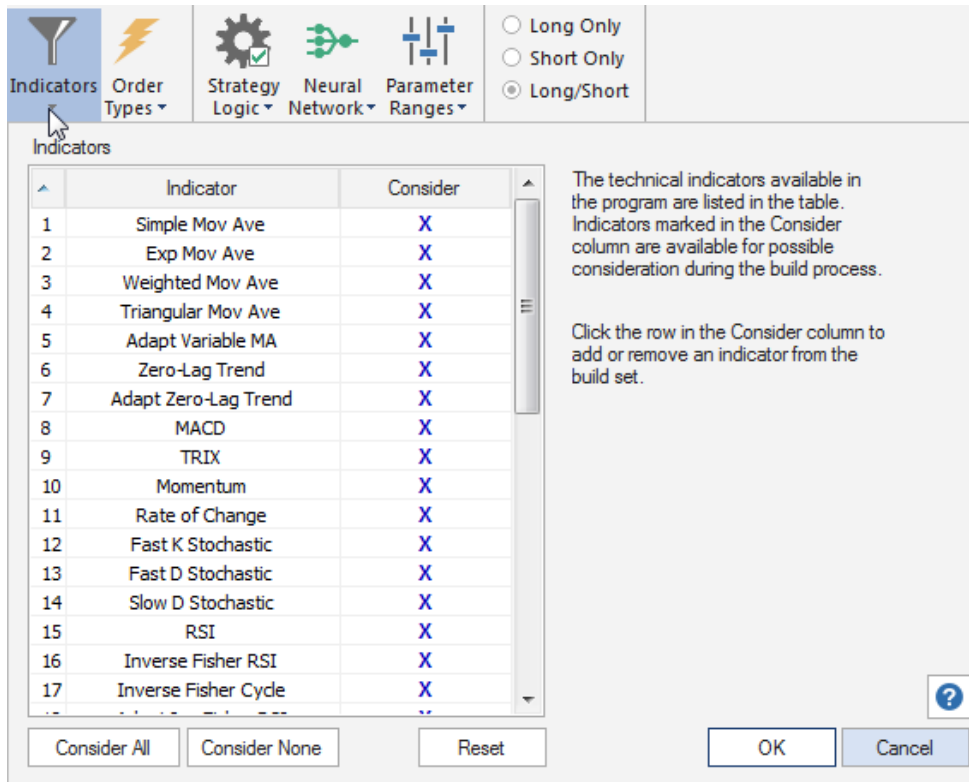 Indicators
Order Types
Strategy Logic
Neural Network
Parameter Ranges
Long Only
Short Only
Long/Short
Indicators
Indicator Consider
1 Simple Mov Ave X
2 Exp Mov Ave X
3 Weighted Mov Ave X
4 Triangular Mov Ave X
5 Adapt Variable MA X
6 Zero-Lag Trend X
7 Adapt Zero-Lag Trend X
8 MACD X
9 TRIX X
10 Momentum X
11 Rate of Change X
12 Fast K Stochastic X
13 Fast D Stochastic X
14 Slow D Stochastic X
15 RSI X
16 Inverse Fisher RSI X
17 Inverse Fisher Cycle X
The technical indicators available in
the program are listed in the table.
Indicators marked in the Consider
column are available for possible
consideration during the build process.
Click the row in the Consider column to
add or remove an indicator from the
build set.
?
Consider All
Consider None
Reset
OK
Cancel